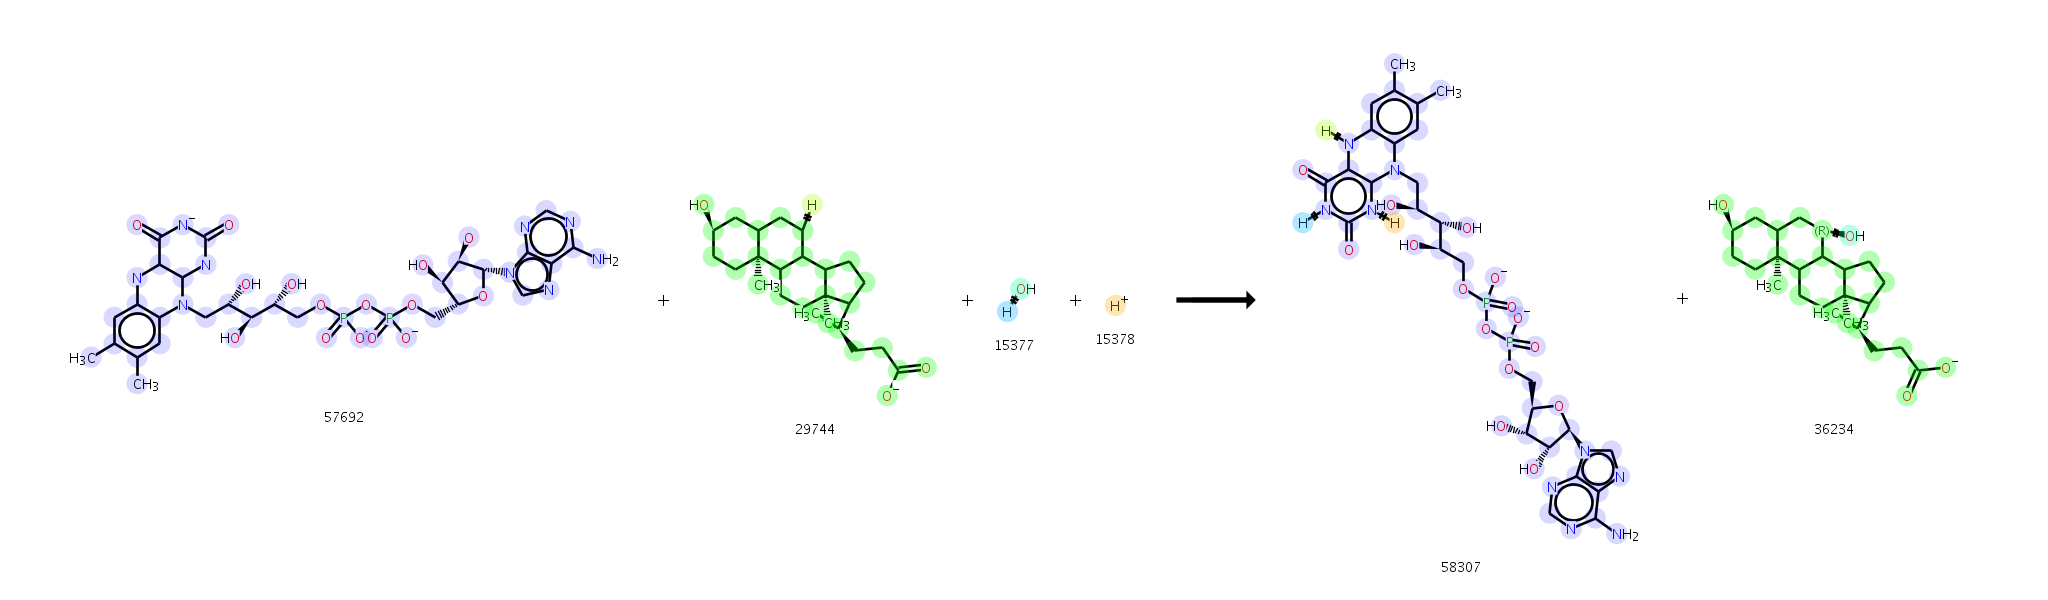 O N⁻ O
N N
N N
H₃C CH₃
OH OH HO
O P O O⁻ O P O O⁻ O
HO O O
N N N N NH₂
57692
+
HO H
CH₃
H₃C CH₃
O O⁻
29744
+
OH
H
15377
+
H⁺
15378
CH₃
CH₃
H N
O N
H N N H
O
HO OH
HO
O O⁻
P O
O O⁻
P O
O
HO O
HO
N N
N N NH₂
58307
+
HO (R) OH
H₃C
H₃C CH₃
O⁻
O
36234